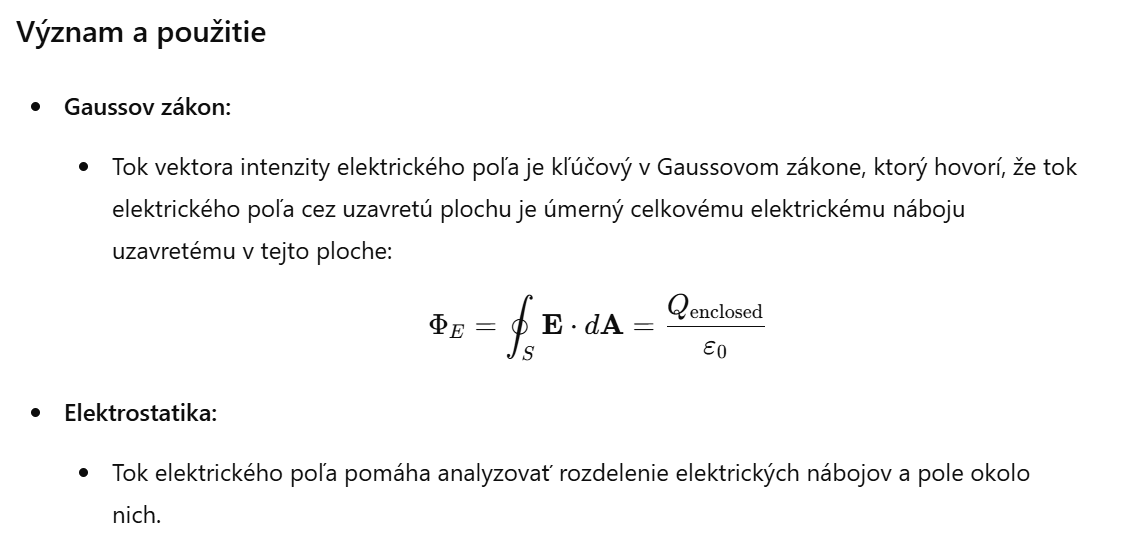 Význam a použitie
• Gaussov zákon:
• Tok vektora intenzity elektrického poľa je kľúčový v Gaussovom zákone, ktorý hovorí, že tok
elektrického poľa cez uzavretú plochu je úmerný celkovému elektrickému náboju
uzavretému v tejto ploche:
Φ_E = ∮_S E · dA = Q_enclosed / ε_0
• Elektrostatika:
• Tok elektrického poľa pomáha analyzovať rozdelenie elektrických nábojov a pole okolo
nich.